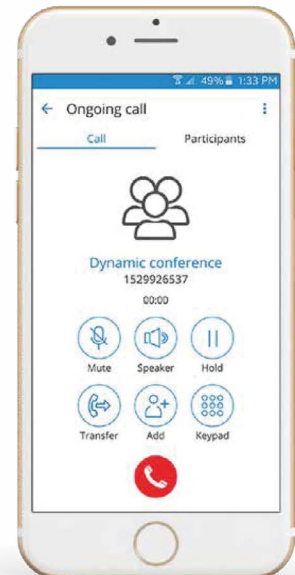 49% 1:33 PM
Ongoing call
Call Participants
Dynamic conference
1529926537
00:00
Mute Speaker Hold
Transfer Add Keypad